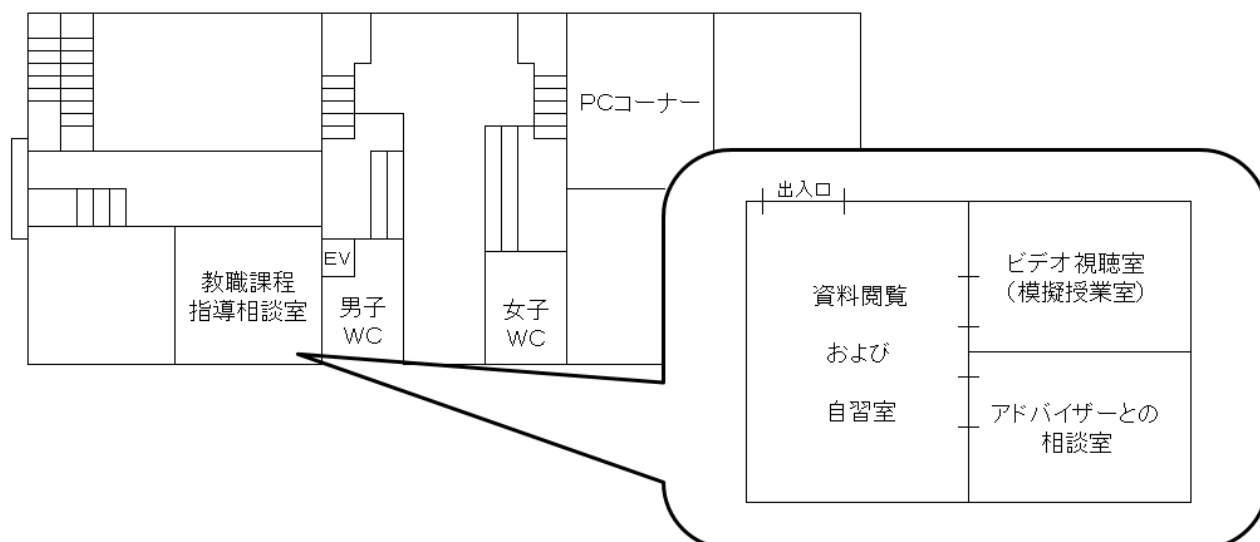 PCコーナー
EV
教職課程
指導相談室
男子
WC
女子
WC
出入口
資料閲覧
および
自習室
ビデオ視聴室
(模擬授業室)
アドバイザーとの
相談室